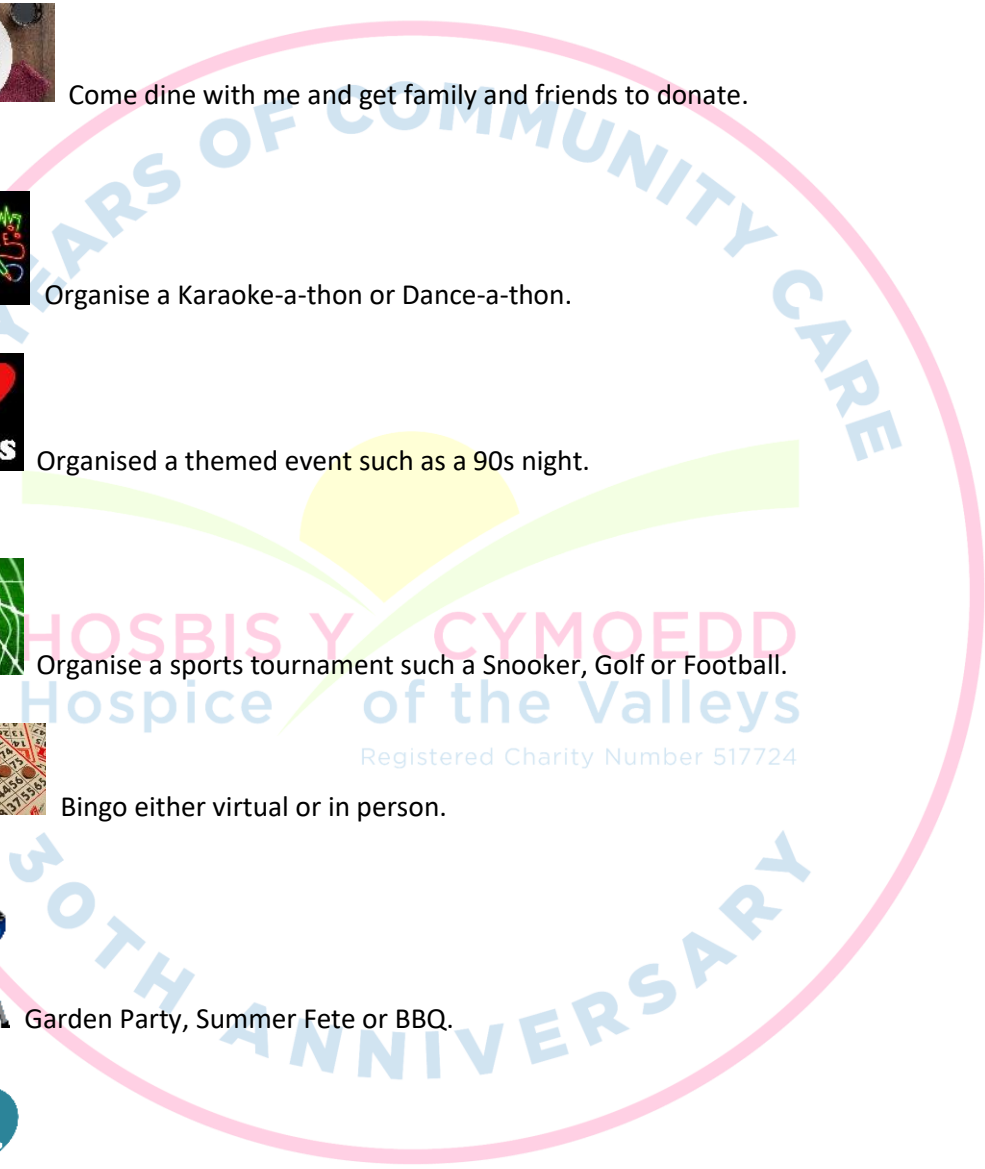 Come dine with me and get family and friends to donate.
YEARS OF COMMUNITY CARE
Organise a Karaoke-a-thon or Dance-a-thon.
Organised a themed event such as a 90s night.
HOSBIS Y CYMOEDD
Organise a sports tournament such a Snooker, Golf or Football.
Hospice of the Valleys
Registered Charity Number 517724
Bingo either virtual or in person.
30TH ANNIVERSARY
Garden Party, Summer Fete or BBQ.